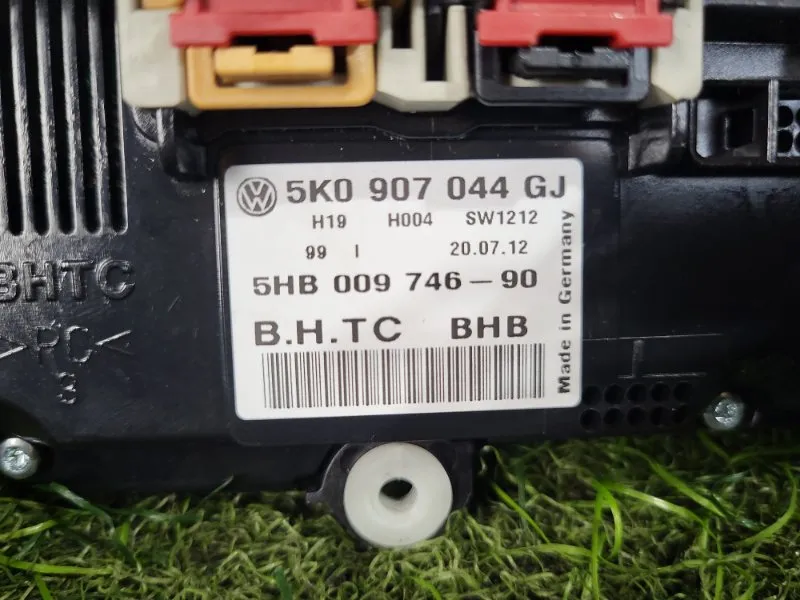 VW 5K0 907 044 GJ
H19 H004 SW1212
99 I 20.07.12
5HB 009 746-90
B.H.TC BHB
Made in Germany
BHTC
>PC<